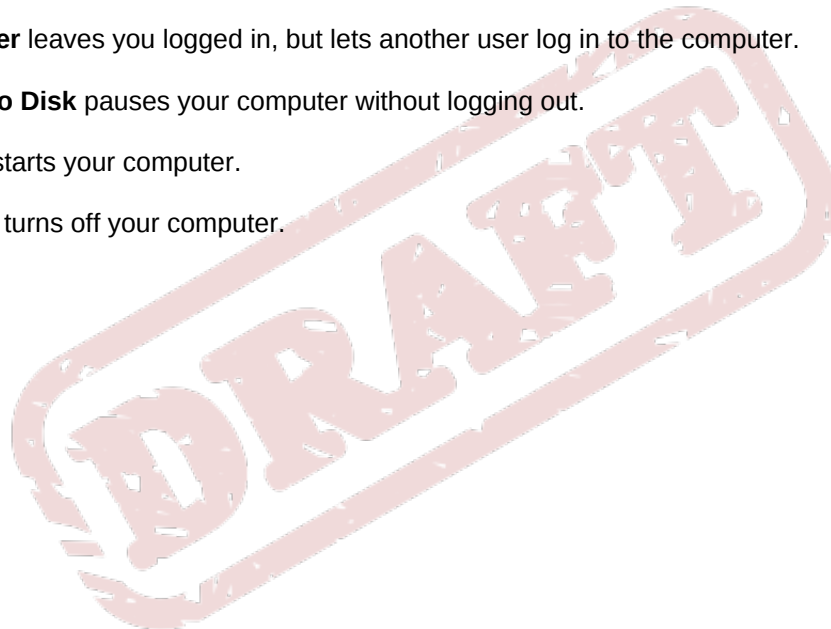 er leaves you logged in, but lets another user log in to the computer.
o Disk pauses your computer without logging out.
starts your computer.
turns off your computer.
DRAFT